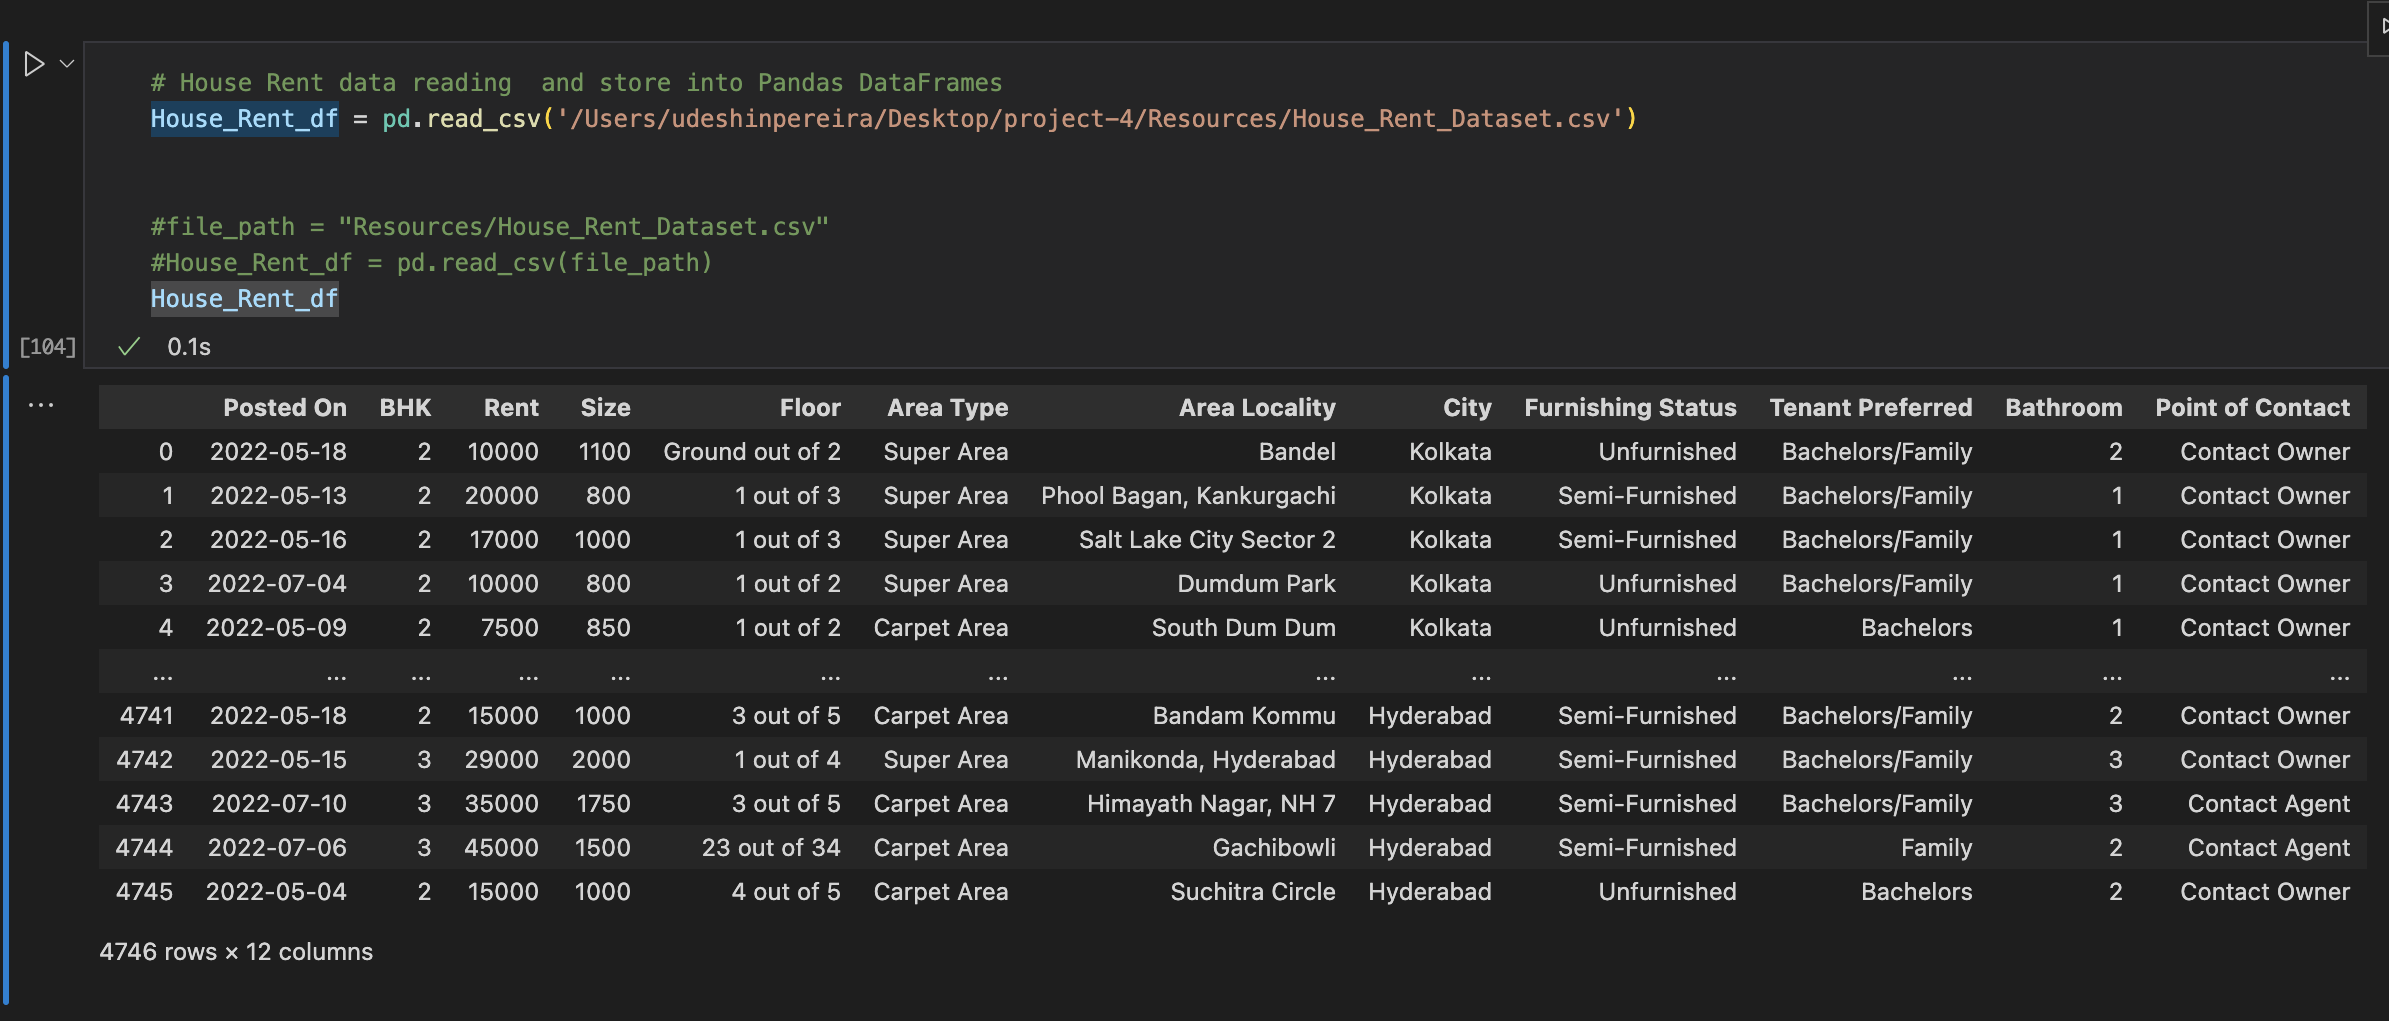 # House Rent data reading  and store into Pandas DataFrames
House_Rent_df = pd.read_csv('/Users/udeshinpereira/Desktop/project-4/Resources/House_Rent_Dataset.csv')
#file_path = "Resources/House_Rent_Dataset.csv"
#House_Rent_df = pd.read_csv(file_path)
House_Rent_df
[104] 0.1s
... Posted On BHK Rent Size Floor Area Type Area Locality City Furnishing Status Tenant Preferred Bathroom Point of Contact
0 2022-05-18 2 10000 1100 Ground out of 2 Super Area Bandel Kolkata Unfurnished Bachelors/Family 2 Contact Owner
1 2022-05-13 2 20000 800 1 out of 3 Super Area Phool Bagan, Kankurgachi Kolkata Semi-Furnished Bachelors/Family 1 Contact Owner
2 2022-05-16 2 17000 1000 1 out of 3 Super Area Salt Lake City Sector 2 Kolkata Semi-Furnished Bachelors/Family 1 Contact Owner
3 2022-07-04 2 10000 800 1 out of 2 Super Area Dumdum Park Kolkata Unfurnished Bachelors/Family 1 Contact Owner
4 2022-05-09 2 7500 850 1 out of 2 Carpet Area South Dum Dum Kolkata Unfurnished Bachelors 1 Contact Owner
... ... ... ... ... ... ... ... ... ... ... ... ...
4741 2022-05-18 2 15000 1000 3 out of 5 Carpet Area Bandam Kommu Hyderabad Semi-Furnished Bachelors/Family 2 Contact Owner
4742 2022-05-15 3 29000 2000 1 out of 4 Super Area Manikonda, Hyderabad Hyderabad Semi-Furnished Bachelors/Family 3 Contact Owner
4743 2022-07-10 3 35000 1750 3 out of 5 Carpet Area Himayath Nagar, NH 7 Hyderabad Semi-Furnished Bachelors/Family 3 Contact Agent
4744 2022-07-06 3 45000 1500 23 out of 34 Carpet Area Gachibowli Hyderabad Semi-Furnished Family 2 Contact Agent
4745 2022-05-04 2 15000 1000 4 out of 5 Carpet Area Suchitra Circle Hyderabad Unfurnished Bachelors 2 Contact Owner
4746 rows × 12 columns